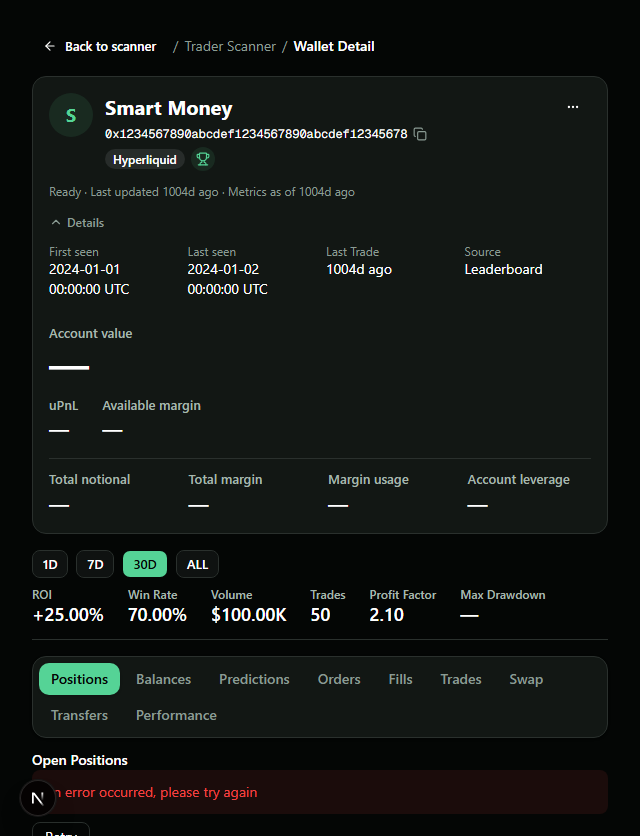 ← Back to scanner / Trader Scanner / Wallet Detail
S
Smart Money
...
0x1234567890abcdef1234567890abcdef12345678
Hyperliquid
Ready · Last updated 1004d ago · Metrics as of 1004d ago
Details
First seen Last seen Last Trade Source
2024-01-01 2024-01-02 1004d ago Leaderboard
00:00:00 UTC 00:00:00 UTC
Account value
—
uPnL Available margin
— —
Total notional Total margin Margin usage Account leverage
— — — —
1D 7D 30D ALL
ROI Win Rate Volume Trades Profit Factor Max Drawdown
+25.00% 70.00% $100.00K 50 2.10 —
Positions Balances Predictions Orders Fills Trades Swap
Transfers Performance
Open Positions
N
error occurred, please try again
Retry